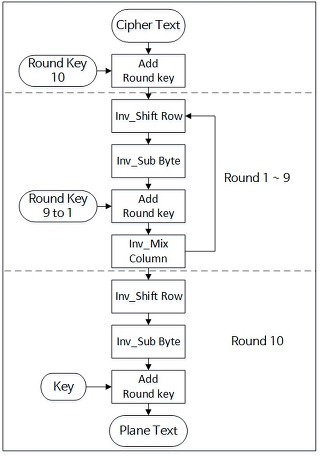 Cipher Text
Round Key
10
Add
Round key
Inv_Shift Row
Inv_Sub Byte
Round 1 ~ 9
Round Key
9 to 1
Add
Round key
Inv_Mix
Column
Inv_Shift Row
Inv_Sub Byte
Round 10
Key
Add
Round key
Plane Text